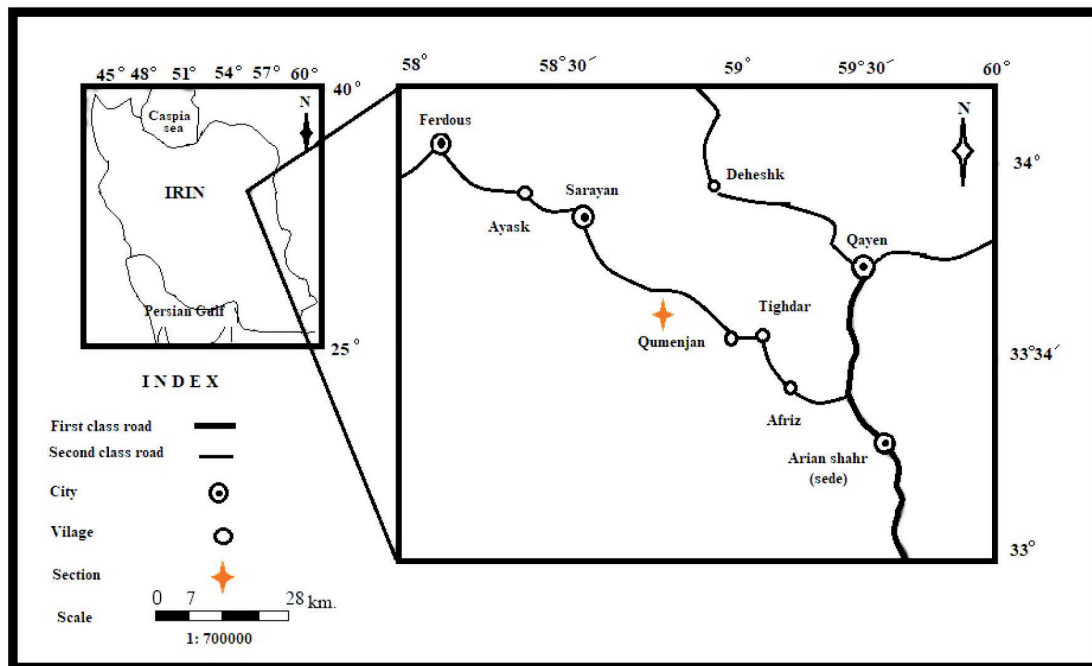 45° 48° 51° 54° 57° 60°
40°
N
Caspia
sea
IRIN
Persian Gulf
25°
58° 58° 30´ 59° 59° 30´ 60°
N
34°
Ferdous
Deheshk
Sarayan
Ayask
Qayen
Tighdar
Qumenjan
33° 34´
Afriz
Arian shahr
(sede)
33°
INDEX
First class road
Second class road
City
Vilage
Section
0 7 28 km.
Scale
1: 700000